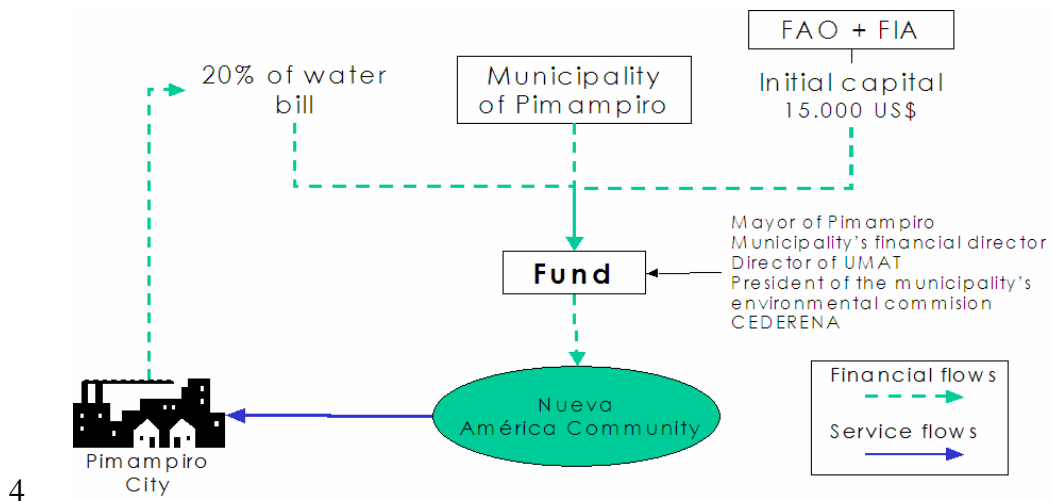 FAO + FIA
20% of water
bill
Municipality
of Pimampiro
Initial capital
15.000 US$
Mayor of Pimampiro
Municipality's financial director
Director of UMAT
President of the municipality's
environmental commision
CEDERENA
Fund
Financial flows
Service flows
Nueva
América Community
Pimampiro
City
4